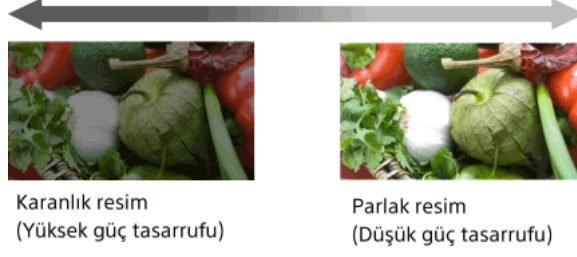 Karanlık resim
(Yüksek güç tasarrufu)
Parlak resim
(Düşük güç tasarrufu)